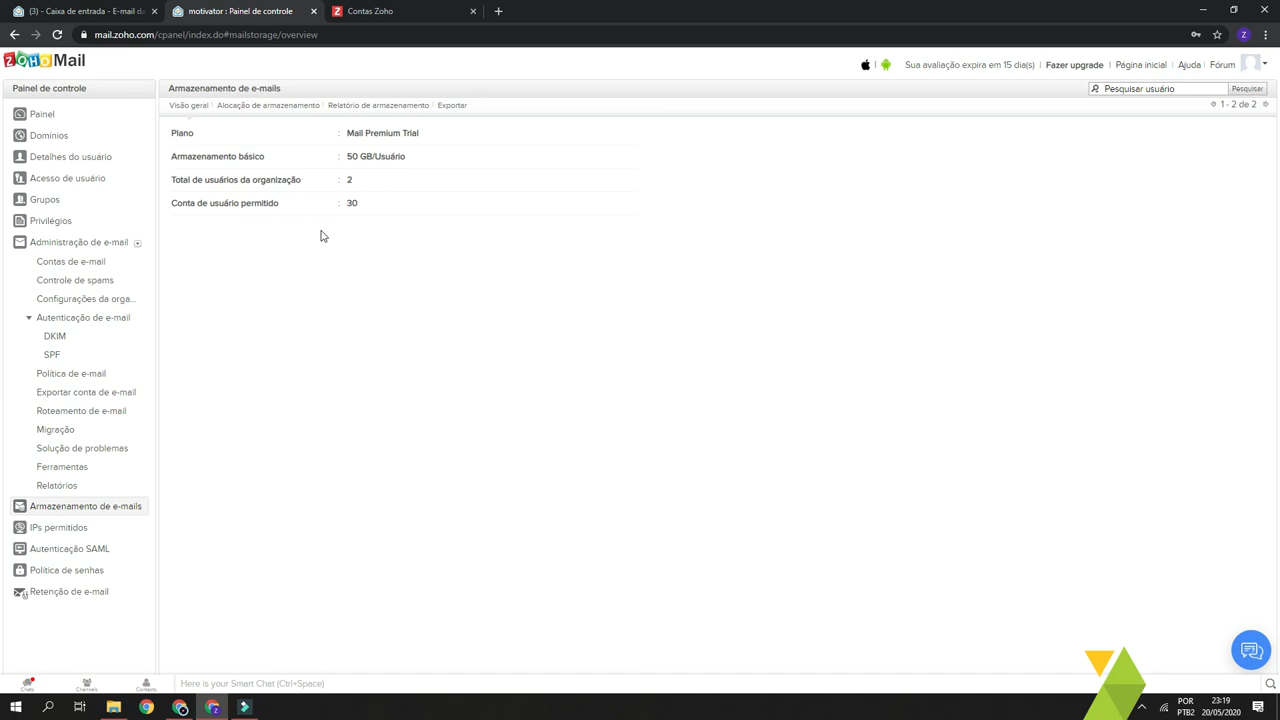 (3) - Caixa de entrada - E-mail da
motivator : Painel de controle
Contas Zoho
mail.zoho.com/cpanel/index.do#mailstorage/overview
ZOHO Mail
Sua avaliação expira em 15 dia(s) | Fazer upgrade | Página inicial | Ajuda | Fórum
Painel de controle
Armazenamento de e-mails
Pesquisar usuário
Pesquisar
Visão geral | Alocação de armazenamento | Relatório de armazenamento | Exportar
1 - 2 de 2
Plano : Mail Premium Trial
Armazenamento básico : 50 GB/Usuário
Total de usuários da organização : 2
Conta de usuário permitido : 30
Painel
Domínios
Detalhes do usuário
Acesso de usuário
Grupos
Privilégios
Administração de e-mail
Contas de e-mail
Controle de spams
Configurações da orga...
Autenticação de e-mail
DKIM
SPF
Política de e-mail
Exportar conta de e-mail
Roteamento de e-mail
Migração
Solução de problemas
Ferramentas
Relatórios
Armazenamento de e-mails
IPs permitidos
Autenticação SAML
Política de senhas
Retenção de e-mail
Chats
Channels
Contacts
Here is your Smart Chat (Ctrl+Space)
POR
PTB2
23:19
20/05/2020